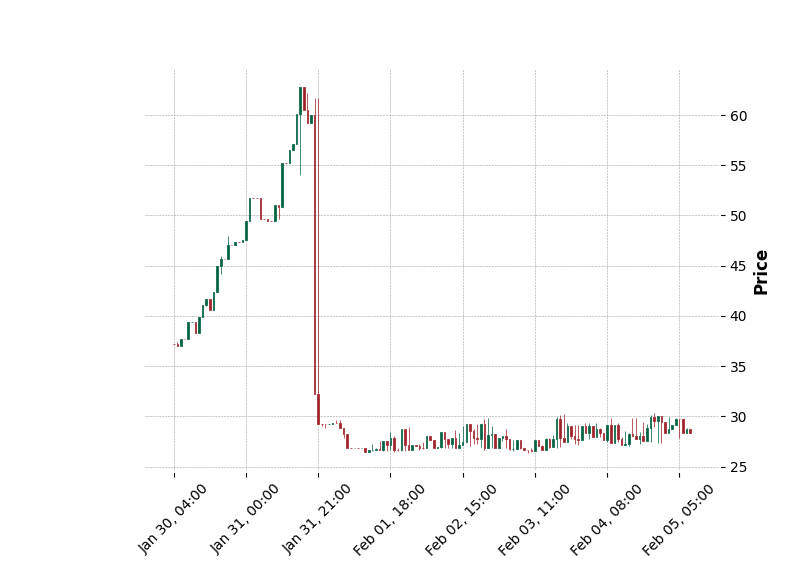 60
55
50
45
40
35
30
25
Price
Jan 30, 04:00
Jan 31, 00:00
Jan 31, 21:00
Feb 01, 18:00
Feb 02, 15:00
Feb 03, 11:00
Feb 04, 08:00
Feb 05, 05:00